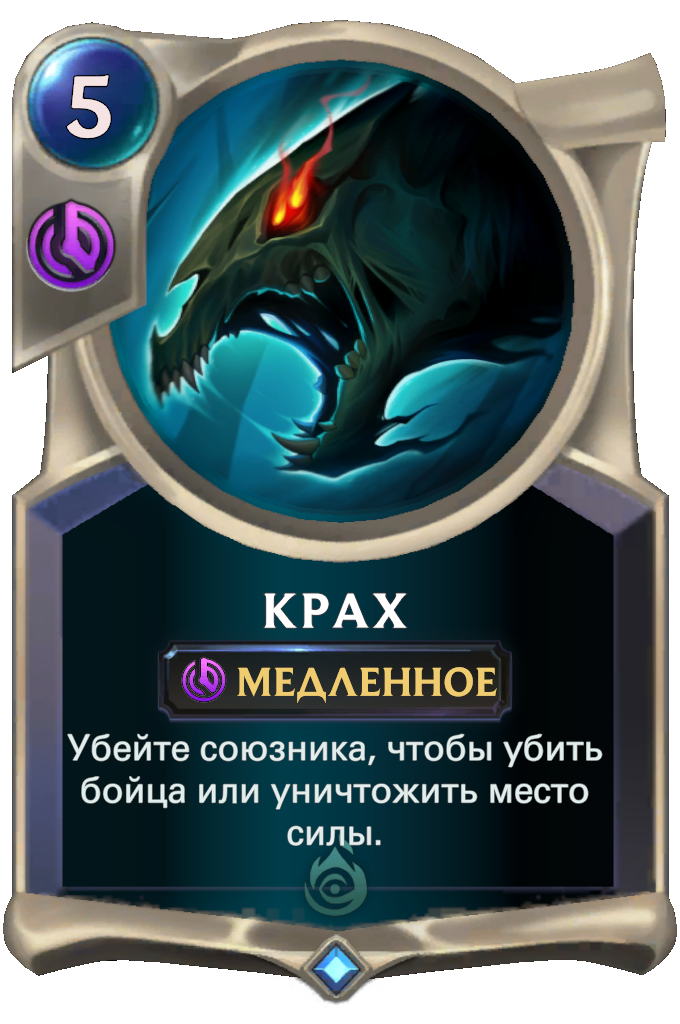 5
КРАХ
МЕДЛЕННОЕ
Убейте союзника, чтобы убить
бойца или уничтожить место
силы.